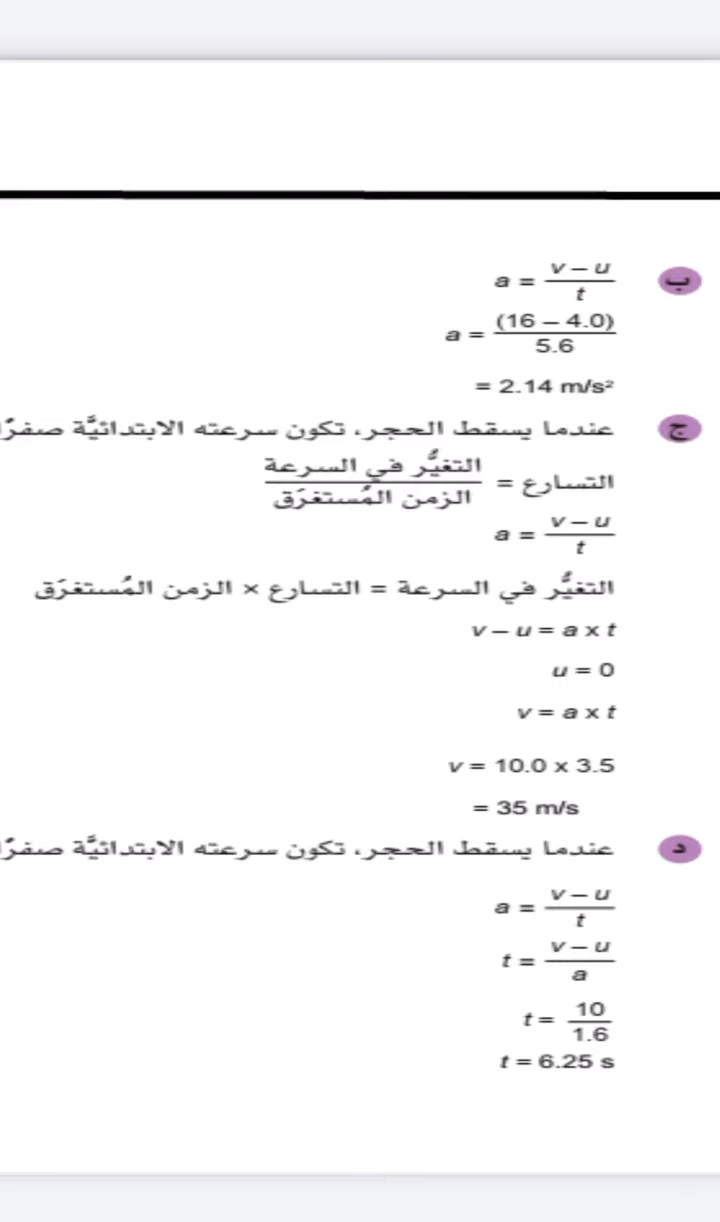 ب a = (v – u)/t
a = (16 – 4.0)/5.6
= 2.14 m/s²
ج عندما يسقط الحجر، تكون سرعته الابتدائيَّة صفرًا
التسارع = التغيُّر في السرعة / الزمن المُستغرَق
a = (v – u)/t
التغيُّر في السرعة = التسارع × الزمن المُستغرَق
v – u = a x t
u = 0
v = a x t
v = 10.0 x 3.5
= 35 m/s
د عندما يسقط الحجر، تكون سرعته الابتدائيَّة صفرًا
a = (v – u)/t
t = (v – u)/a
t = 10/1.6
t = 6.25 s